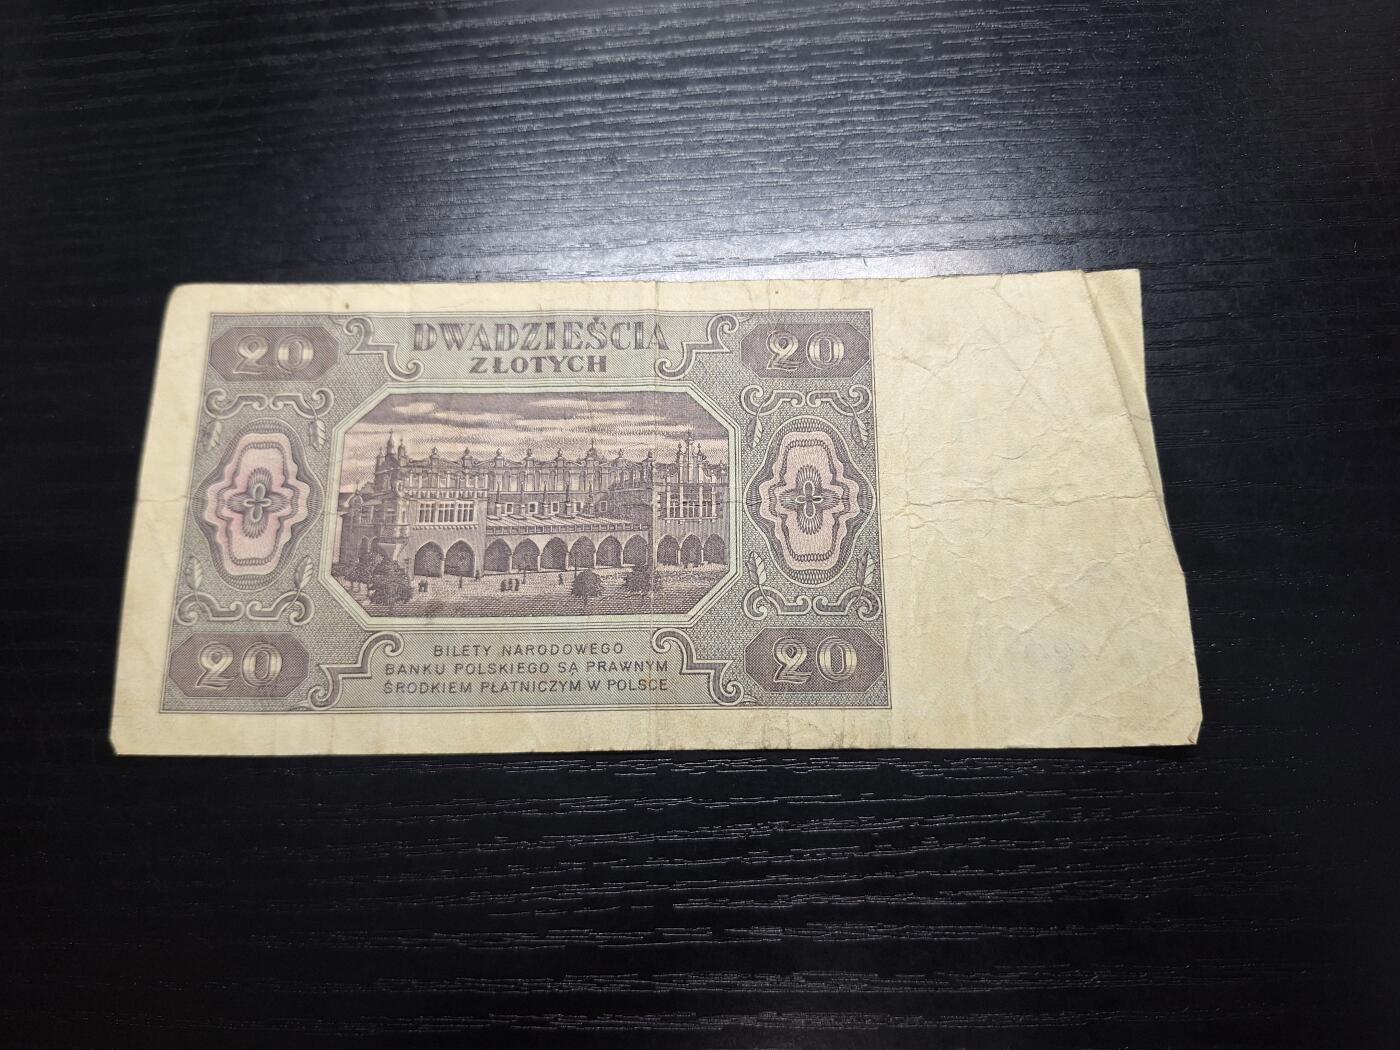 20 DWADZIEŚCIA 20
ZŁOTYCH
20 BILETY NARODOWEGO 20
BANKU POLSKIEGO SĄ PRAWNYM
ŚRODKIEM PŁATNICZYM W POLSCE